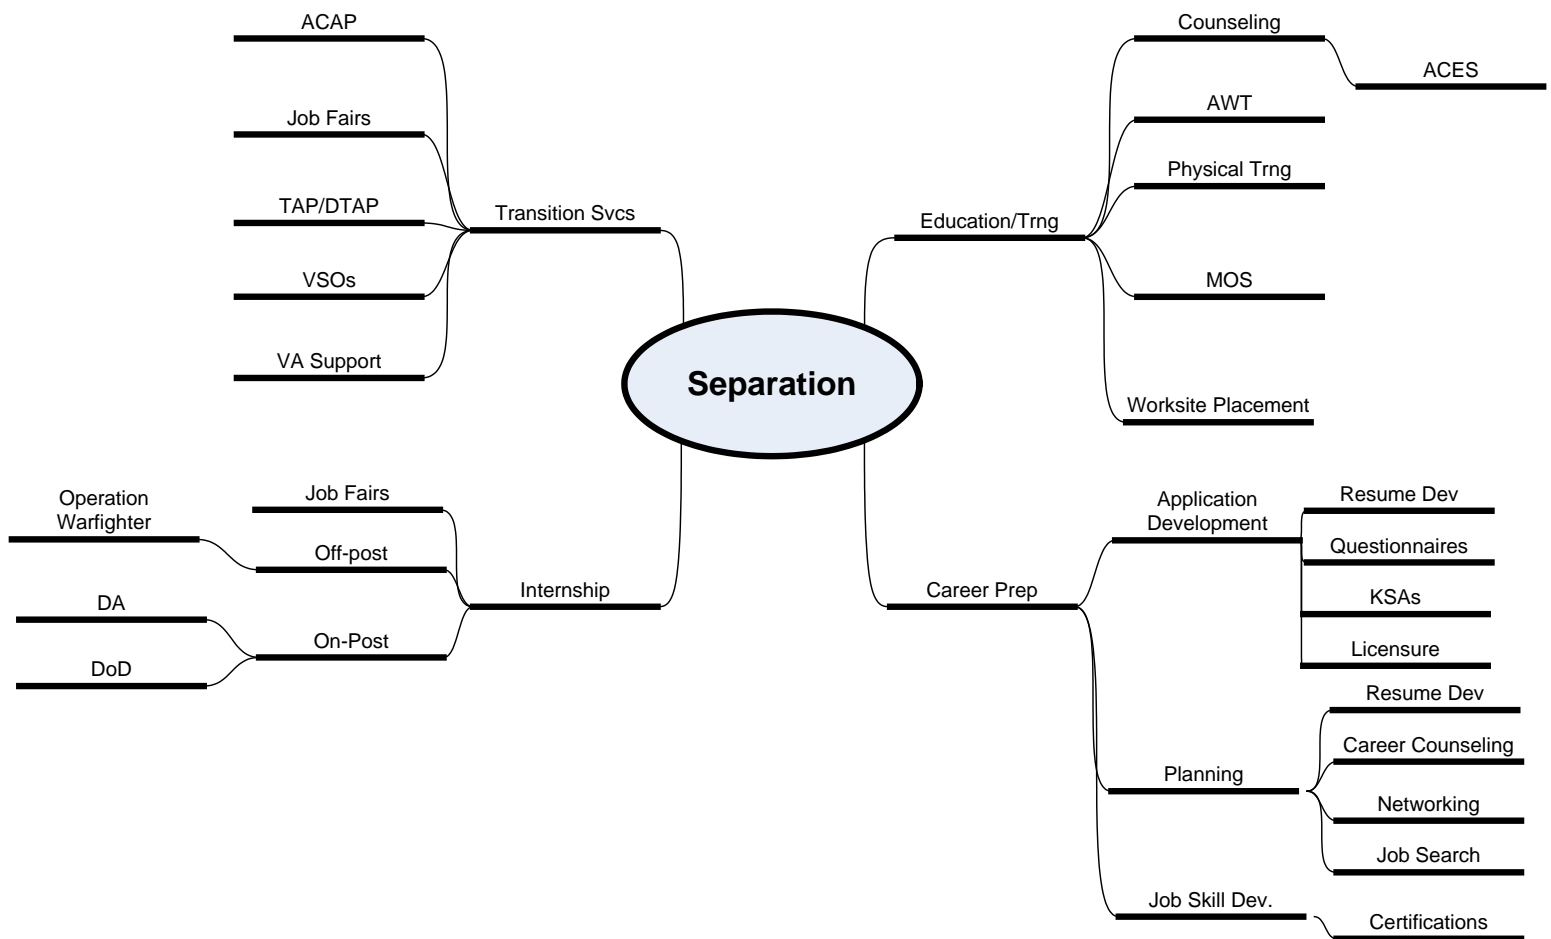 ACAP
Job Fairs
TAP/DTAP
VSOs
VA Support
Transition Svcs
Counseling
ACES
AWT
Physical Trng
Education/Trng
MOS
Worksite Placement
Separation
Job Fairs
Operation
Warfighter
Off-post
DA
On-Post
DoD
Internship
Career Prep
Application
Development
Resume Dev
Questionnaires
KSAs
Licensure
Planning
Resume Dev
Career Counseling
Networking
Job Search
Job Skill Dev.
Certifications